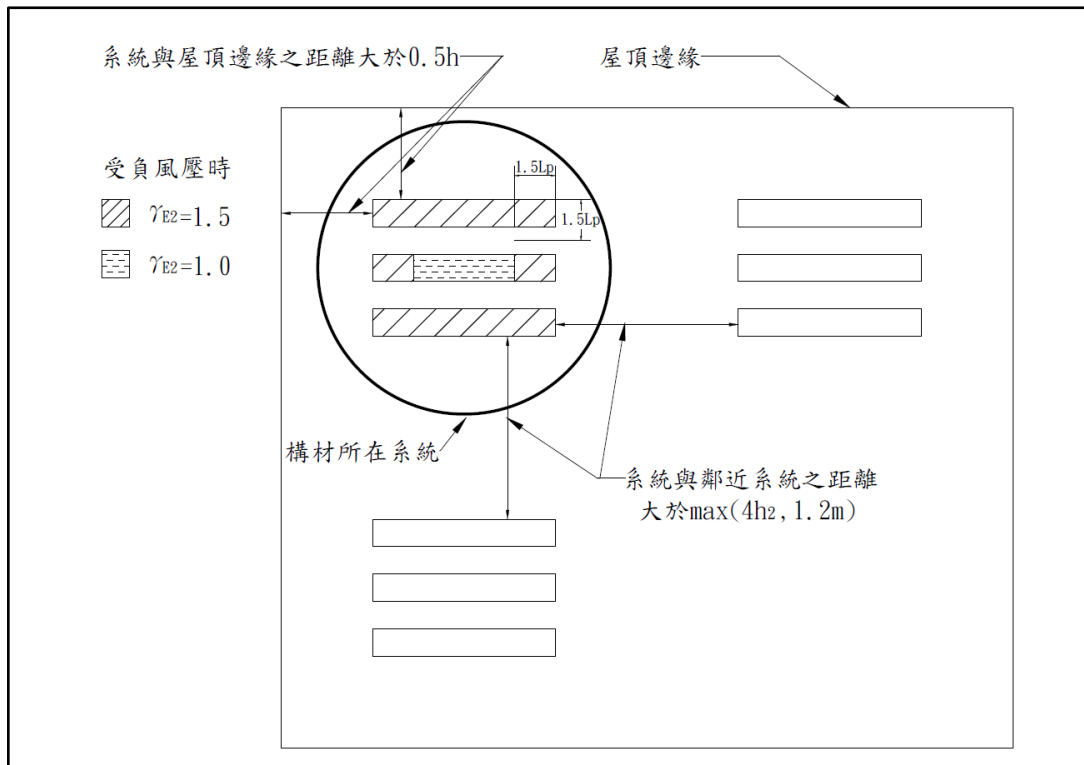 系統與屋頂邊緣之距離大於0.5h
屋頂邊緣
受負風壓時
γE2=1.5
γE2=1.0
1.5Lp
1.5Lp
構材所在系統
系統與鄰近系統之距離
大於max(4h2,1.2m)